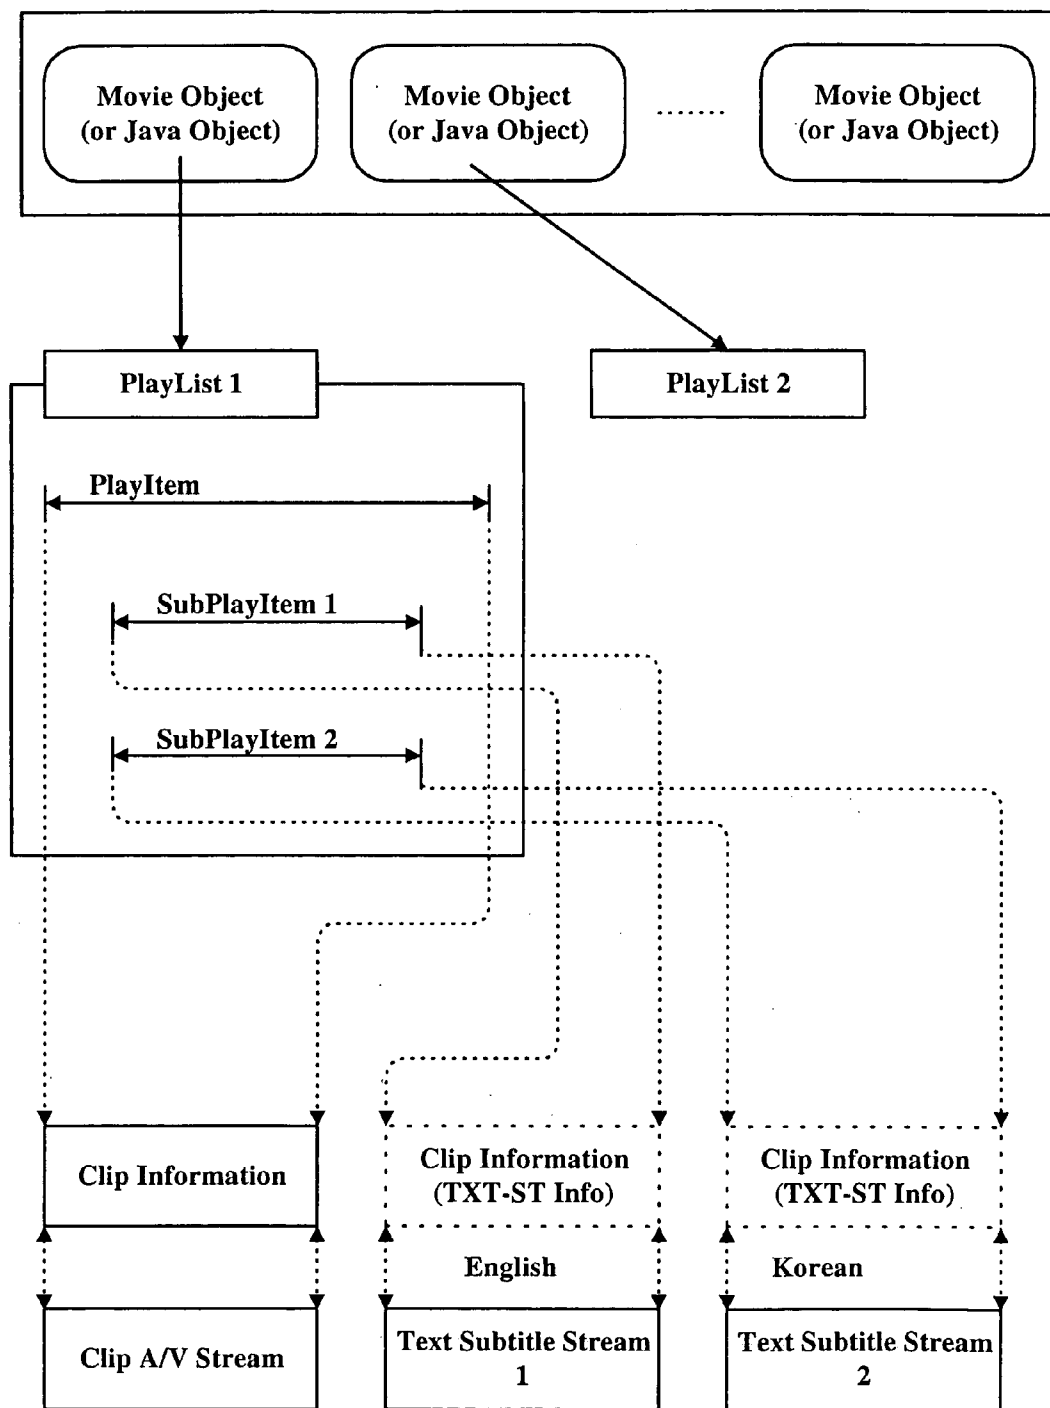 Movie Object
(or Java Object)
Movie Object
(or Java Object)
Movie Object
(or Java Object)
PlayList 1
PlayList 2
PlayItem
SubPlayItem 1
SubPlayItem 2
Clip Information
Clip Information
(TXT-ST Info)
Clip Information
(TXT-ST Info)
English
Korean
Clip A/V Stream
Text Subtitle Stream
1
Text Subtitle Stream
2